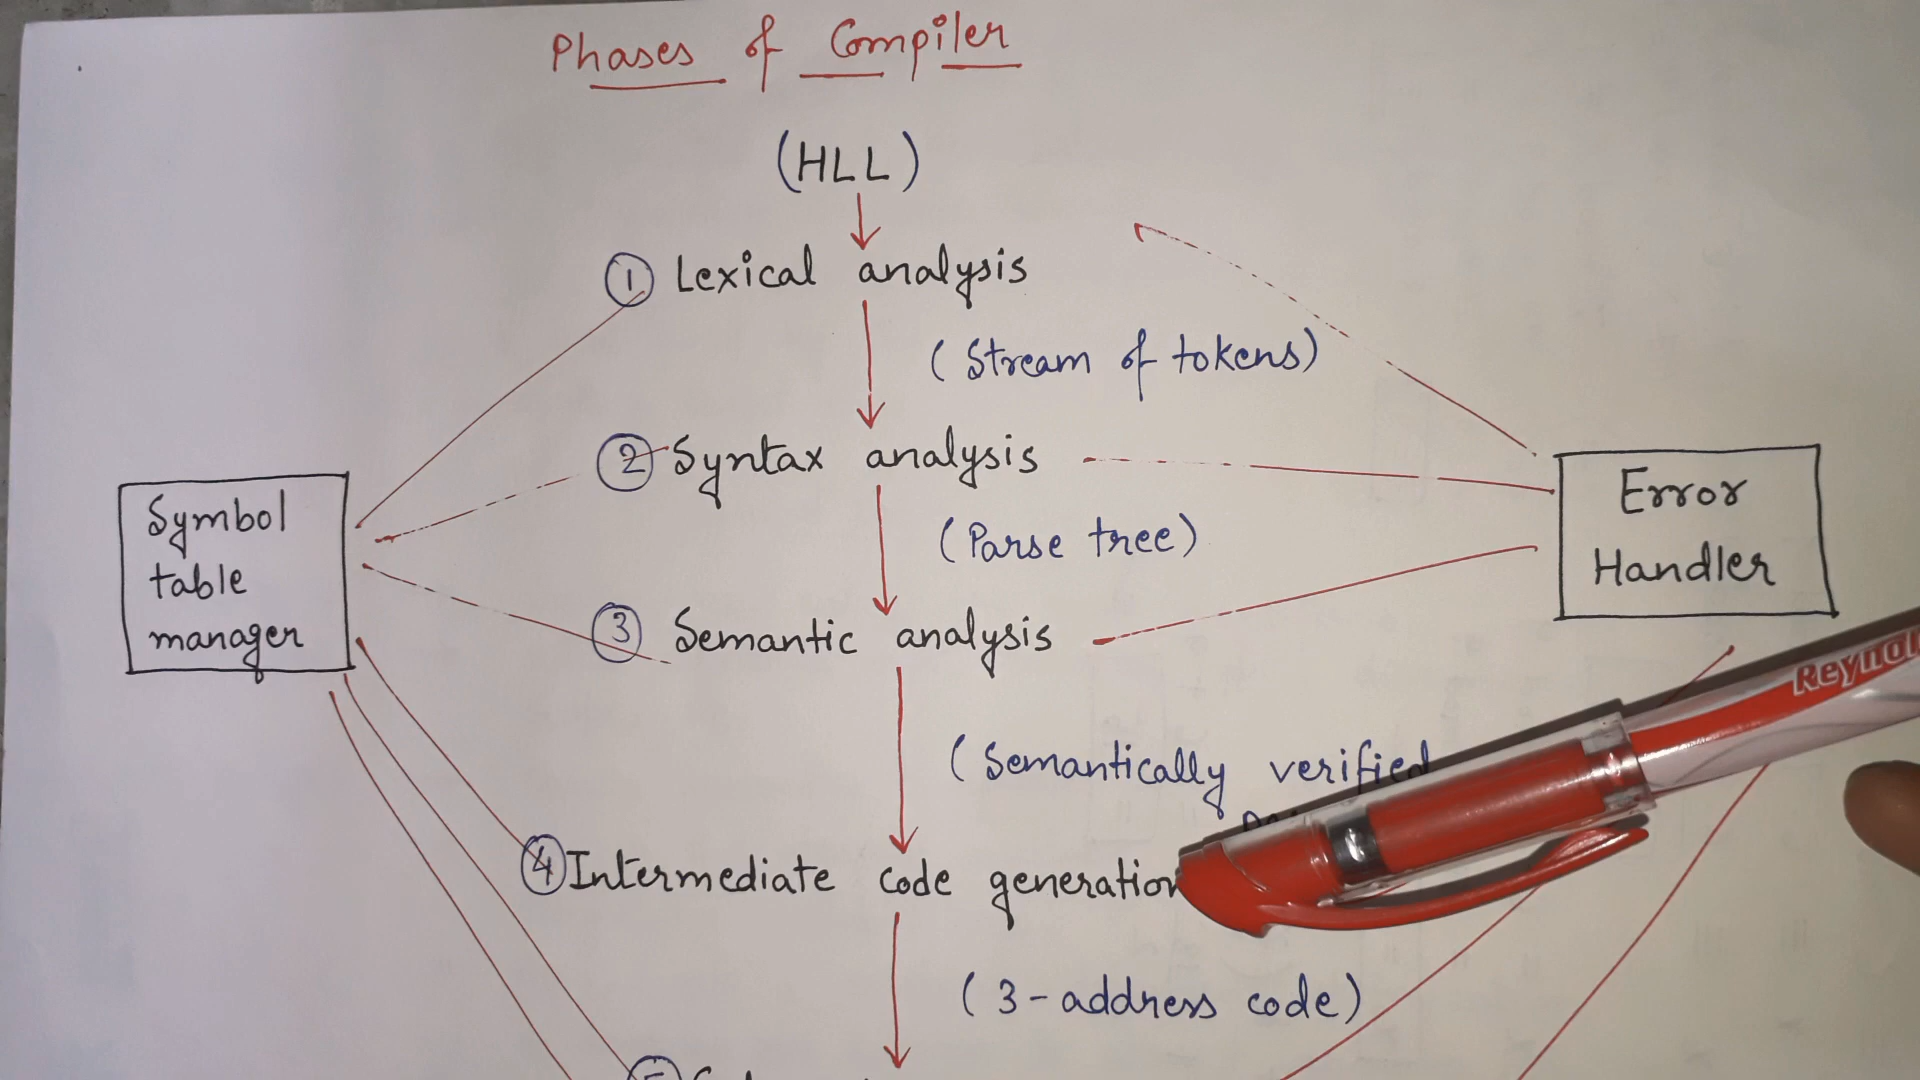 Phases of Compiler
(HLL)
1 Lexical analysis
(Stream of tokens)
2 Syntax analysis
(Parse tree)
3 Semantic analysis
(Semantically verified
4 Intermediate code generation
(3-address code)
5
Symbol
table
manager
Error
Handler